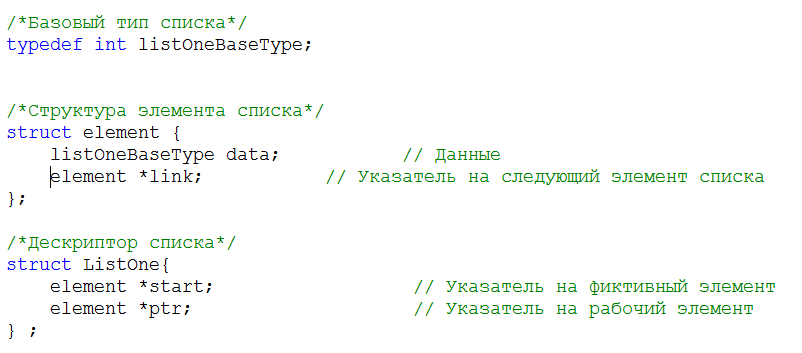 /*Базовый тип списка*/
typedef int listOneBaseType;
/*Структура элемента списка*/
struct element {
listOneBaseType data; // Данные
element *link; // Указатель на следующий элемент списка
};
/*Дескриптор списка*/
struct ListOne{
element *start; // Указатель на фиктивный элемент
element *ptr; // Указатель на рабочий элемент
} ;